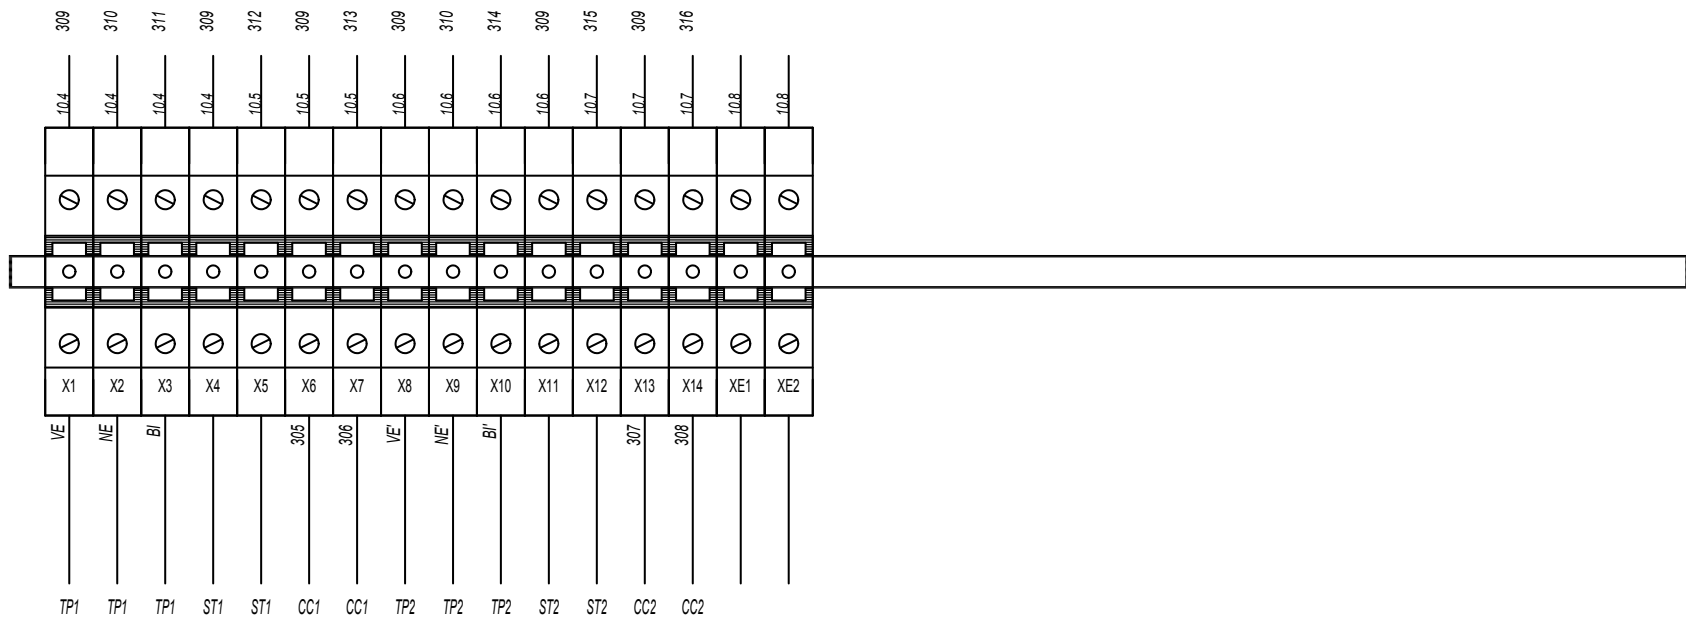 309 310 311 309 312 309 313 309 310 314 309 315 309 316
10.4 10.4 10.4 10.4 10.5 10.5 10.5 10.6 10.6 10.6 10.6 10.7 10.7 10.7 10.8 10.8
X1 X2 X3 X4 X5 X6 X7 X8 X9 X10 X11 X12 X13 X14 XE1 XE2
VE NE BI 305 306 VE' NE' BI' 307 308
TP1 TP1 TP1 ST1 ST1 CC1 CC1 TP2 TP2 TP2 ST2 ST2 CC2 CC2